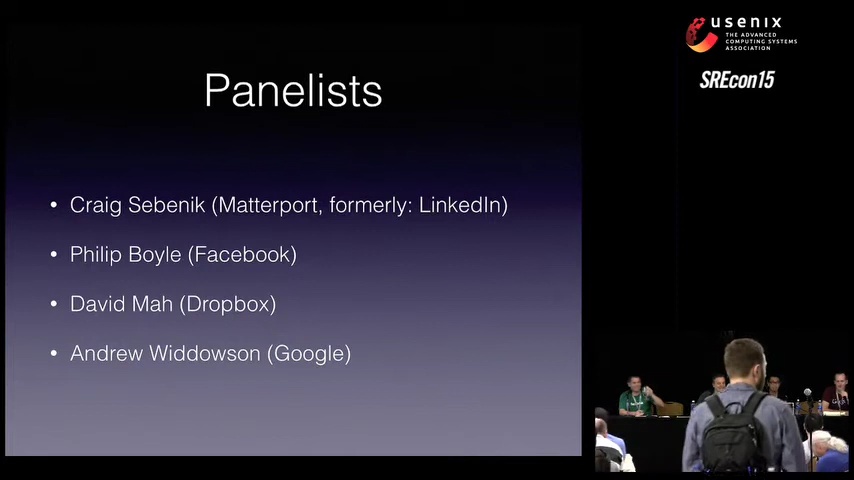 usenix
THE ADVANCED
COMPUTING SYSTEMS
ASSOCIATION
SREcon15
Panelists
• Craig Sebenik (Matterport, formerly: LinkedIn)
• Philip Boyle (Facebook)
• David Mah (Dropbox)
• Andrew Widdowson (Google)